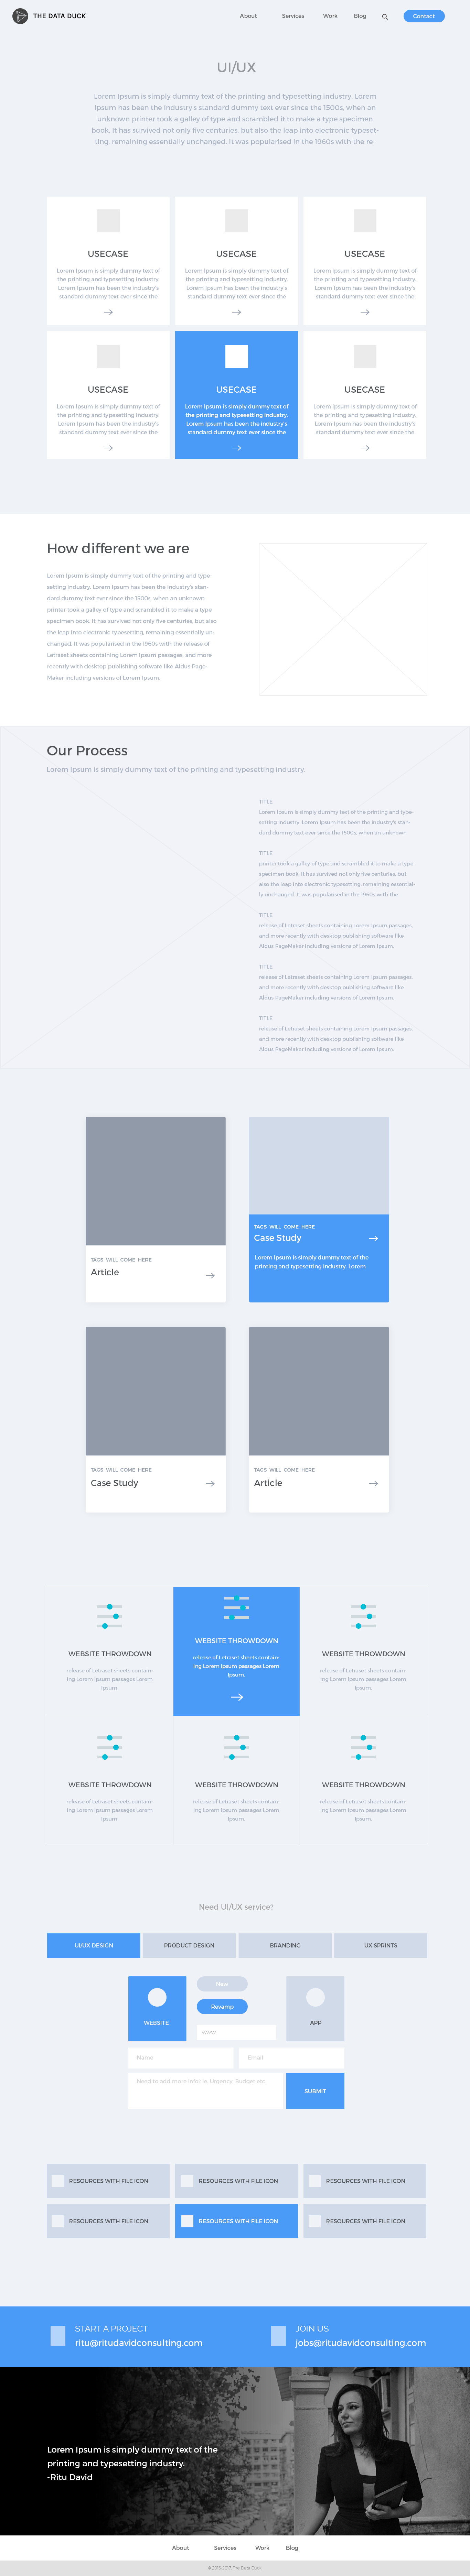 THE DATA DUCK
About
Services
Work
Blog
Contact
UI/UX
Lorem Ipsum is simply dummy text of the printing and typesetting industry. Lorem
Ipsum has been the industry's standard dummy text ever since the 1500s, when an
unknown printer took a galley of type and scrambled it to make a type specimen
book. It has survived not only five centuries, but also the leap into electronic typeset-
ting, remaining essentially unchanged. It was popularised in the 1960s with the re-
USECASE
Lorem Ipsum is simply dummy text of
the printing and typesetting industry.
Lorem Ipsum has been the industry's
standard dummy text ever since the
USECASE
Lorem Ipsum is simply dummy text of
the printing and typesetting industry.
Lorem Ipsum has been the industry's
standard dummy text ever since the
USECASE
Lorem Ipsum is simply dummy text of
the printing and typesetting industry.
Lorem Ipsum has been the industry's
standard dummy text ever since the
USECASE
Lorem Ipsum is simply dummy text of
the printing and typesetting industry.
Lorem Ipsum has been the industry's
standard dummy text ever since the
USECASE
Lorem Ipsum is simply dummy text of
the printing and typesetting industry.
Lorem Ipsum has been the industry's
standard dummy text ever since the
USECASE
Lorem Ipsum is simply dummy text of
the printing and typesetting industry.
Lorem Ipsum has been the industry's
standard dummy text ever since the
How different we are
Lorem Ipsum is simply dummy text of the printing and type-
setting industry. Lorem Ipsum has been the industry's stan-
dard dummy text ever since the 1500s, when an unknown
printer took a galley of type and scrambled it to make a type
specimen book. It has survived not only five centuries, but also
the leap into electronic typesetting, remaining essentially un-
changed. It was popularised in the 1960s with the release of
Letraset sheets containing Lorem Ipsum passages, and more
recently with desktop publishing software like Aldus Page-
Maker including versions of Lorem Ipsum.
Our Process
Lorem Ipsum is simply dummy text of the printing and typesetting industry.
TITLE
Lorem Ipsum is simply dummy text of the printing and type-
setting industry. Lorem Ipsum has been the industry's stan-
dard dummy text ever since the 1500s, when an unknown
TITLE
printer took a galley of type and scrambled it to make a type
specimen book. It has survived not only five centuries, but
also the leap into electronic typesetting, remaining essential-
ly unchanged. It was popularised in the 1960s with the
TITLE
release of Letraset sheets containing Lorem Ipsum passages,
and more recently with desktop publishing software like
Aldus PageMaker including versions of Lorem Ipsum.
TITLE
release of Letraset sheets containing Lorem Ipsum passages,
and more recently with desktop publishing software like
Aldus PageMaker including versions of Lorem Ipsum.
TITLE
release of Letraset sheets containing Lorem Ipsum passages,
and more recently with desktop publishing software like
Aldus PageMaker including versions of Lorem Ipsum.
TAGS WILL COME HERE
Article
TAGS WILL COME HERE
Case Study
Lorem Ipsum is simply dummy text of the
printing and typesetting industry. Lorem
TAGS WILL COME HERE
Case Study
TAGS WILL COME HERE
Article
WEBSITE THROWDOWN
release of Letraset sheets contain-
ing Lorem Ipsum passages Lorem
Ipsum.
WEBSITE THROWDOWN
release of Letraset sheets contain-
ing Lorem Ipsum passages Lorem
Ipsum.
WEBSITE THROWDOWN
release of Letraset sheets contain-
ing Lorem Ipsum passages Lorem
Ipsum.
WEBSITE THROWDOWN
release of Letraset sheets contain-
ing Lorem Ipsum passages Lorem
Ipsum.
WEBSITE THROWDOWN
release of Letraset sheets contain-
ing Lorem Ipsum passages Lorem
Ipsum.
WEBSITE THROWDOWN
release of Letraset sheets contain-
ing Lorem Ipsum passages Lorem
Ipsum.
Need UI/UX service?
UI/UX DESIGN
PRODUCT DESIGN
BRANDING
UX SPRINTS
WEBSITE
New
Revamp
www
APP
Name
Email
Need to add more info? ie. Urgency, Budget etc.
SUBMIT
RESOURCES WITH FILE ICON
RESOURCES WITH FILE ICON
RESOURCES WITH FILE ICON
RESOURCES WITH FILE ICON
RESOURCES WITH FILE ICON
RESOURCES WITH FILE ICON
START A PROJECT
ritu@ritudavidconsulting.com
JOIN US
jobs@ritudavidconsulting.com
Lorem Ipsum is simply dummy text of the
printing and typesetting industry.
-Ritu David
About
Services
Work
Blog
© 2016-2017 The Data Duck